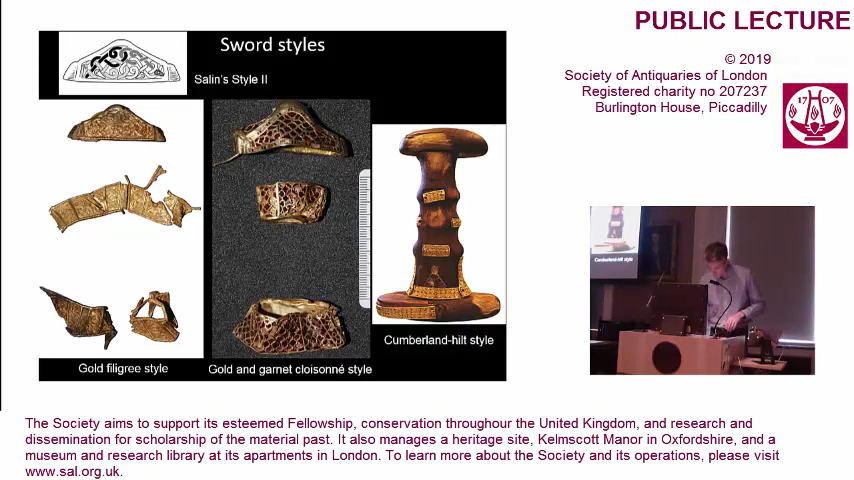 PUBLIC LECTURE
© 2019
Society of Antiquaries of London
Registered charity no 207237
Burlington House, Piccadilly
17 07
Sword styles
Salin's Style II
Gold filigree style
Gold and garnet cloisonné style
Cumberland-hilt style
Cumberland-hilt style
The Society aims to support its esteemed Fellowship, conservation throughour the United Kingdom, and research and
dissemination for scholarship of the material past. It also manages a heritage site, Kelmscott Manor in Oxfordshire, and a
museum and research library at its apartments in London. To learn more about the Society and its operations, please visit
www.sal.org.uk.